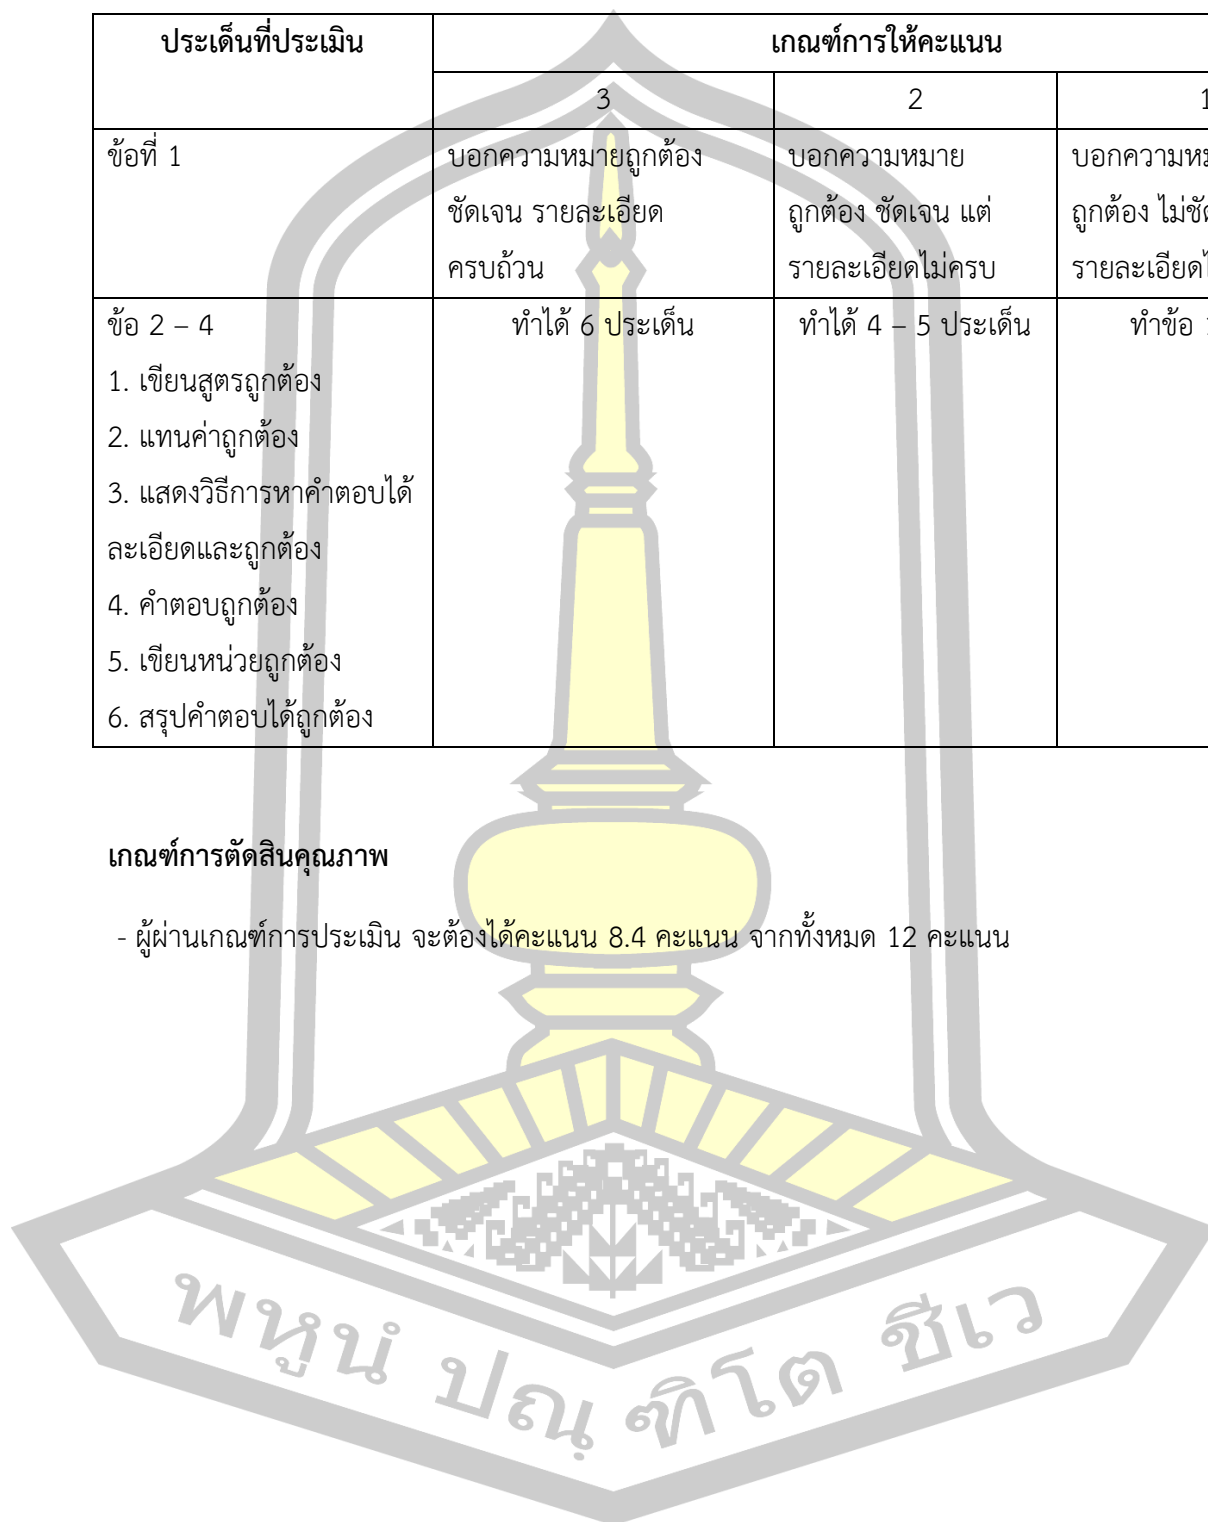 ประเด็นที่ประเมิน เกณฑ์การให้คะแนน
3 2 1
ข้อที่ 1 บอกความหมายถูกต้อง บอกความหมาย
ชัดเจน รายละเอียด ถูกต้อง ชัดเจน แต่ ถูกต้อง
ครบถ้วน รายละเอียดไม่ครบ
ข้อ 2 – 4 ทำได้ 6 ประเด็น ทำได้ 4 – 5 ประเด็น ทำข้อ
1. เขียนสูตรถูกต้อง
2. แทนค่าถูกต้อง
3. แสดงวิธีการหาคำตอบได้
ละเอียดและถูกต้อง
4. คำตอบถูกต้อง
5. เขียนหน่วยถูกต้อง
6. สรุปคำตอบได้ถูกต้อง
เกณฑ์การตัดสินคุณภาพ
- ผู้ผ่านเกณฑ์การประเมิน จะต้องได้คะแนน 8.4 คะแนน จากทั้งหมด 12 คะแนน
พหูนํ ปณฺฑิโต ชีเว